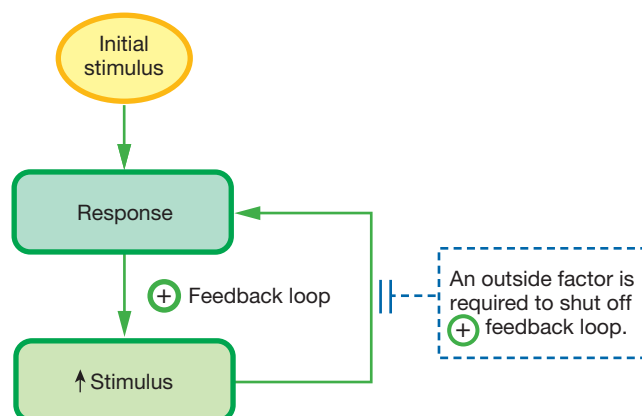 Initial
stimulus
Response
+ Feedback loop
An outside factor is
required to shut off
+ feedback loop.
↑ Stimulus